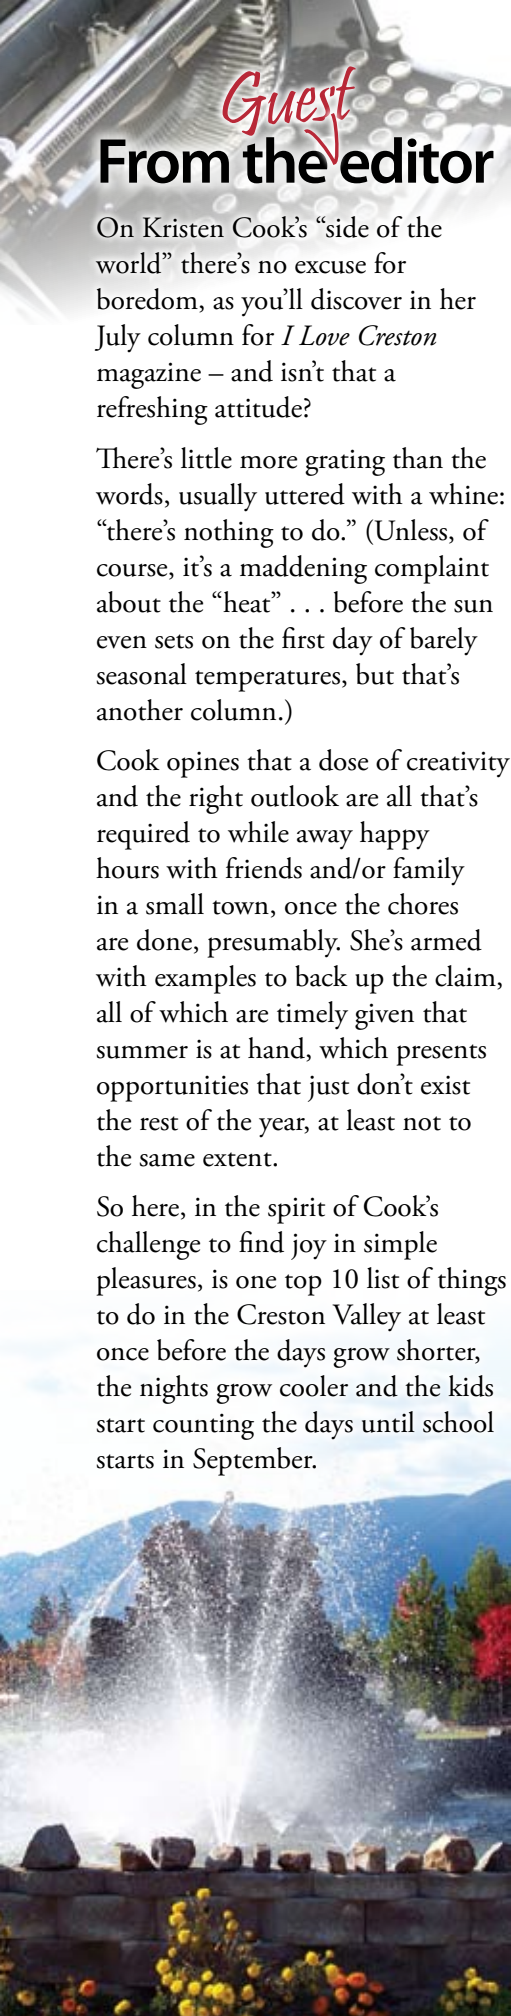 Guest
From the editor
On Kristen Cook’s “side of the
world” there’s no excuse for
boredom, as you’ll discover in her
July column for I Love Creston
magazine – and isn’t that a
refreshing attitude?
There’s little more grating than the
words, usually uttered with a whine:
“there’s nothing to do.” (Unless, of
course, it’s a maddening complaint
about the “heat” . . . before the sun
even sets on the first day of barely
seasonal temperatures, but that’s
another column.)
Cook opines that a dose of creativity
and the right outlook are all that’s
required to while away happy
hours with friends and/or family
in a small town, once the chores
are done, presumably. She’s armed
with examples to back up the claim,
all of which are timely given that
summer is at hand, which presents
opportunities that just don’t exist
the rest of the year, at least not to
the same extent.
So here, in the spirit of Cook’s
challenge to find joy in simple
pleasures, is one top 10 list of things
to do in the Creston Valley at least
once before the days grow shorter,
the nights grow cooler and the kids
start counting the days until school
starts in September.